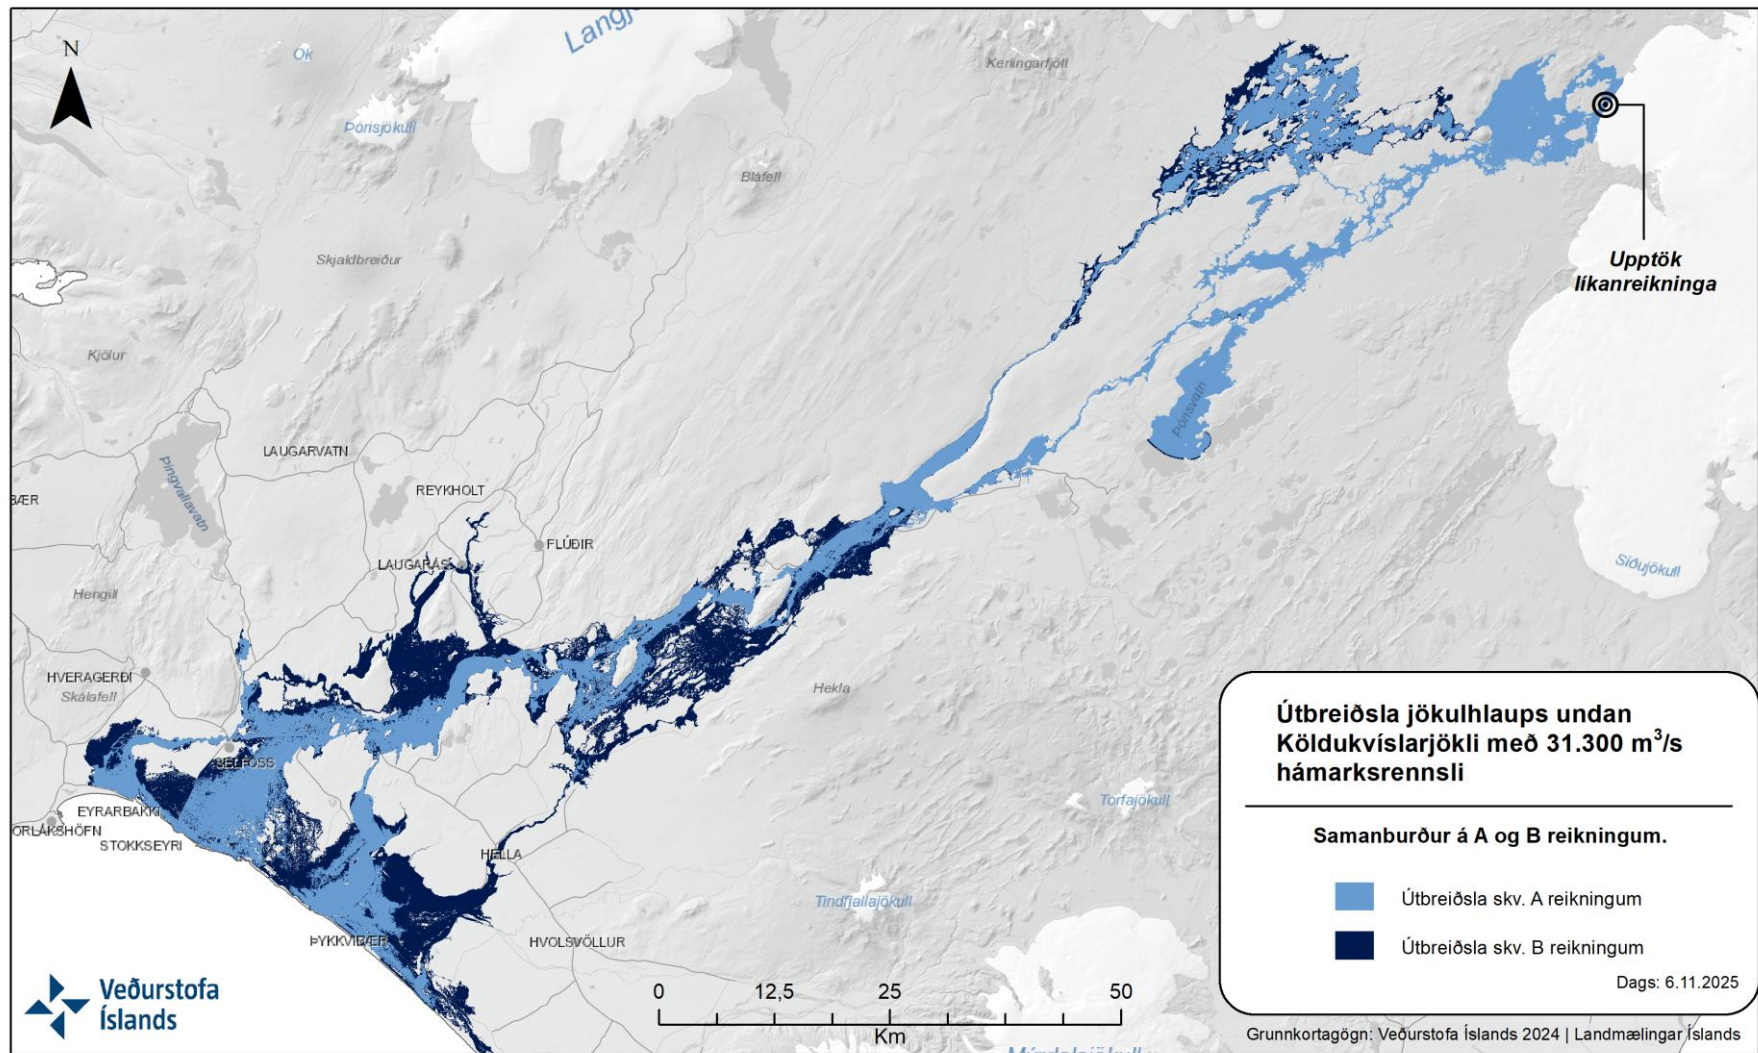 Langj
N
Ok
Kerlingarfjöll
Þórisjökull
Bláfell
Skjaldbreiður
Upptök
líkanreikninga
Kjölur
Þórisvatn
LAUGARVATN
Þingvallavatn
REYKHOLT
BÆR
FLÚÐIR
LAUGARÁS
Síðujökull
Hengill
HVERAGERÐI
Skálafell
Hekla
SELFOSS
EYRARBAKKI
ORLÁKSHÖFN
STOKKSEYRI
HELLA
Torfajökull
Tindfjallajökull
ÞYKKVIBÆR
HVOLSVÖLLUR
Útbreiðsla jökulhlaups undan
Köldukvíslarjökli með 31.300 m³/s
hámarksrennsli
Samanburður á A og B reikningum.
Útbreiðsla skv. A reikningum
Útbreiðsla skv. B reikningum
Dags: 6.11.2025
Veðurstofa
Íslands
0 12,5 25 50
Km
Grunnkortagögn: Veðurstofa Íslands 2024 | Landmælingar Íslands